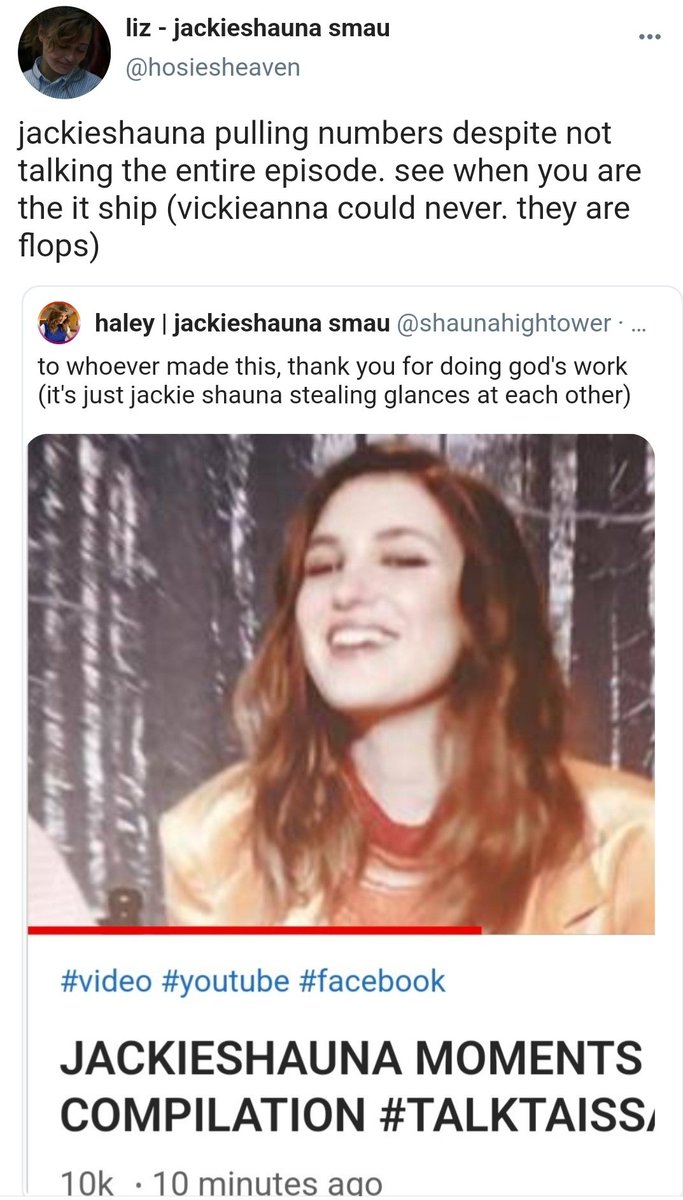 liz - jackieshauna smau
@hosiesheaven
jackieshauna pulling numbers despite not
talking the entire episode. see when you are
the it ship (vickieanna could never. they are
flops)
haley | jackieshauna smau @shaunahightower · ...
to whoever made this, thank you for doing god's work
(it's just jackie shauna stealing glances at each other)
#video #youtube #facebook
JACKIESHAUNA MOMENTS
COMPILATION #TALKTAISSA
10k · 10 minutes ago